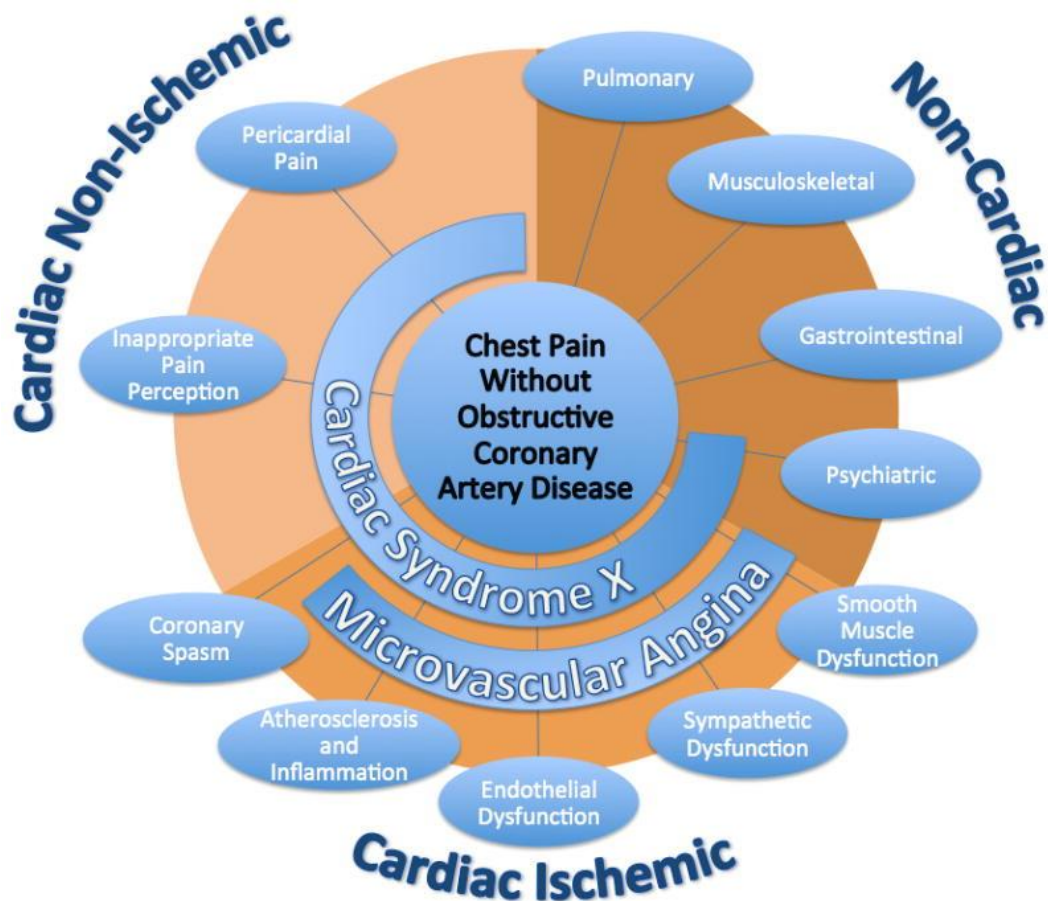 Cardiac Non-Ischemic
Non-Cardiac
Pulmonary
Pericardial
Pain
Musculoskeletal
Gastrointestinal
Inappropriate
Pain
Perception
Chest Pain
Without
Obstructive
Coronary
Artery Disease
Psychiatric
Cardiac Syndrome X
Microvascular Angina
Coronary
Spasm
Smooth
Muscle
Dysfunction
Atherosclerosis
and
Inflammation
Sympathetic
Dysfunction
Endothelial
Dysfunction
Cardiac Ischemic